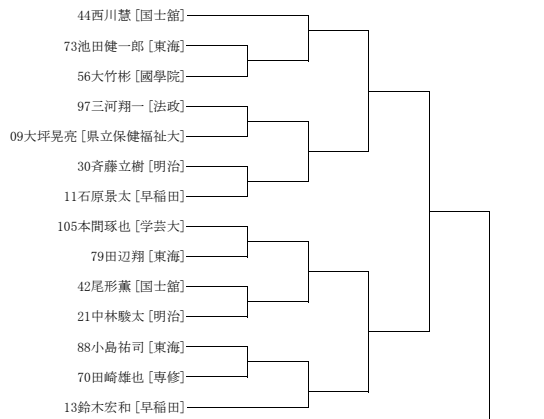 44西川慧 [国士舘]
73池田健一郎 [東海]
56大竹彬 [國學院]
97三河翔一 [法政]
09大坪晃亮 [県立保健福祉大]
30斉藤立樹 [明治]
11石原景太 [早稲田]
105本間琢也 [学芸大]
79田辺翔 [東海]
42尾形薫 [国士舘]
21中林駿太 [明治]
88小島祐司 [東海]
70田崎雄也 [専修]
13鈴木宏和 [早稲田]